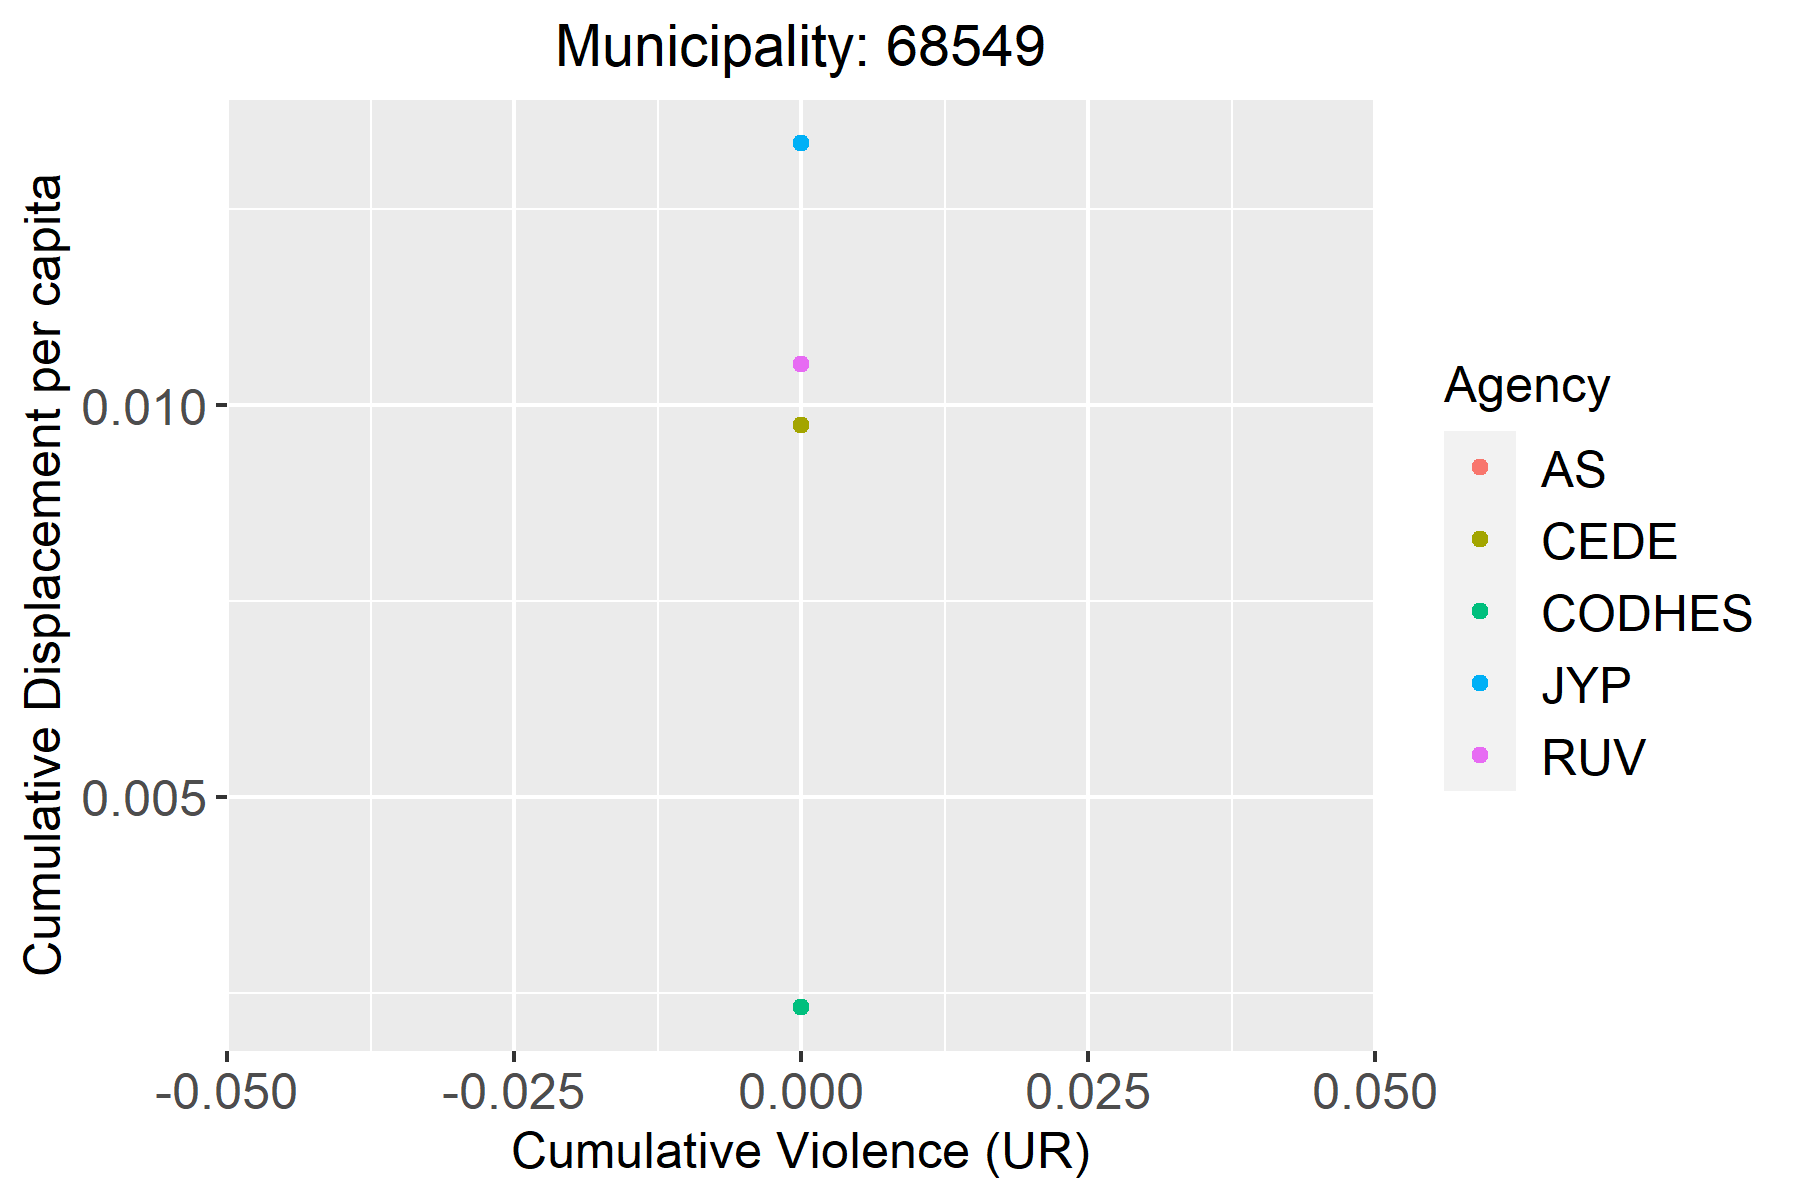 Municipality: 68549
Cumulative Displacement per capita
0.010
0.005
-0.050
-0.025
0.000
0.025
0.050
Cumulative Violence (UR)
Agency
AS
CEDE
CODHES
JYP
RUV